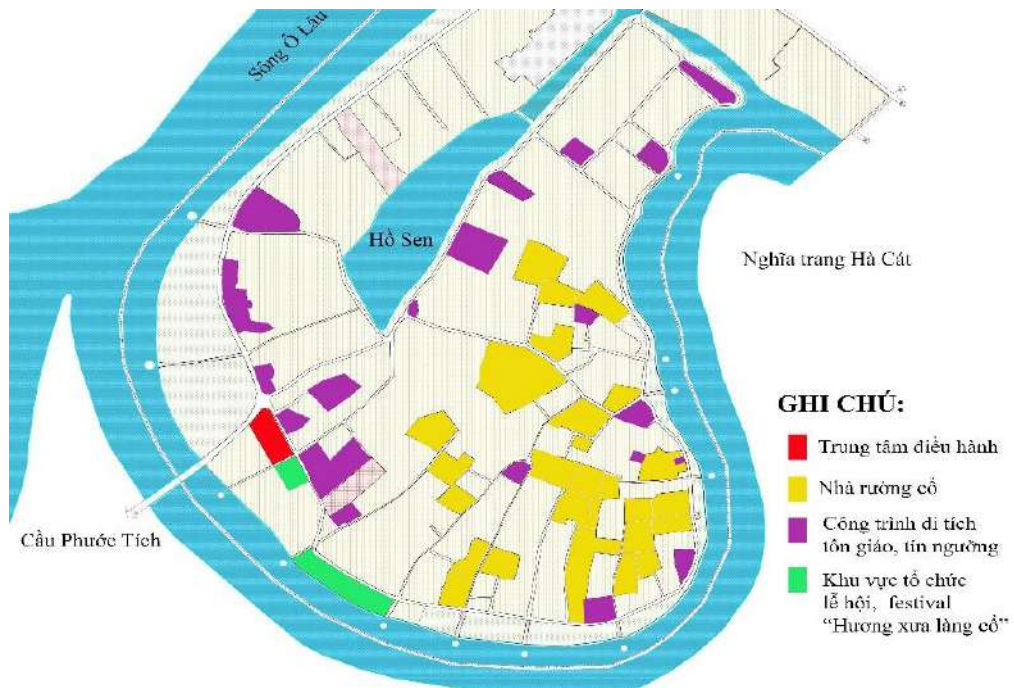 Sông Ô Lâu
Hồ Sen
Nghĩa trang Hà Cát
Cầu Phước Tích
GHI CHÚ:
Trung tâm điều hành
Nhà rường cổ
Công trình di tích
tôn giáo, tín ngưỡng
Khu vực tổ chức
lễ hội, festival
“Hương xưa làng cổ”